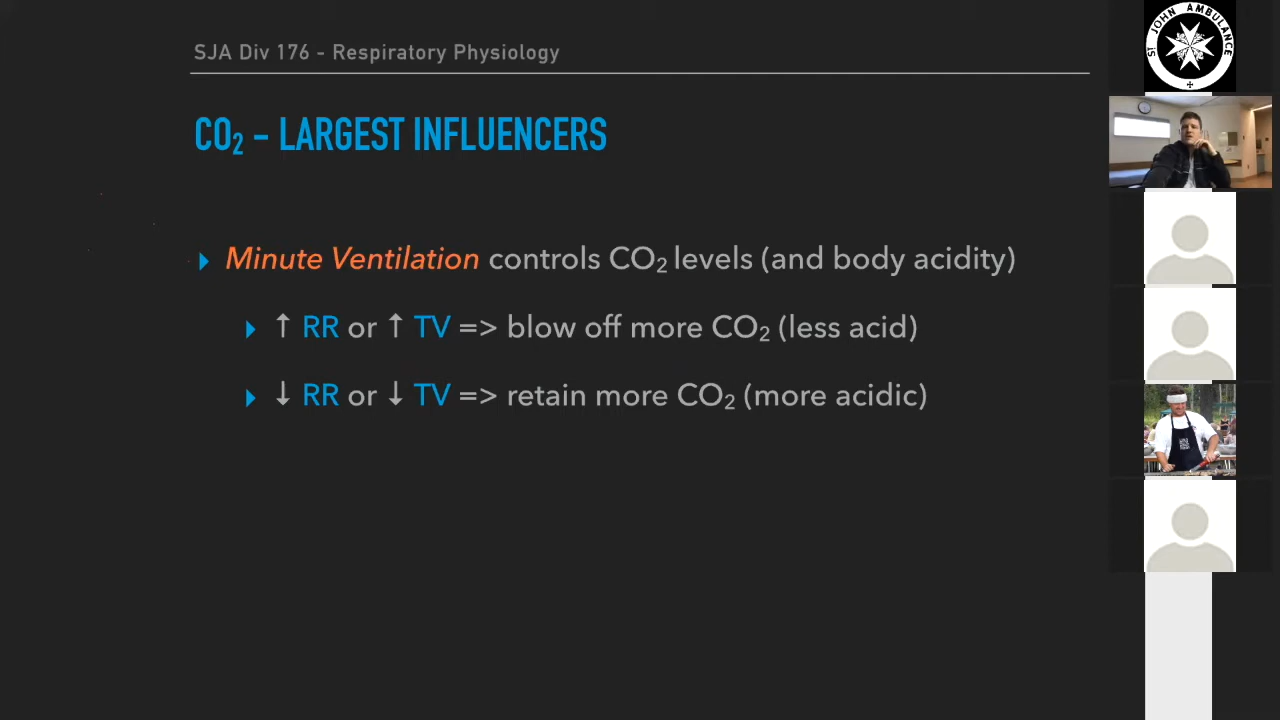 SJA Div 176 - Respiratory Physiology
CO₂ - LARGEST INFLUENCERS
Minute Ventilation controls CO₂ levels (and body acidity)
↑ RR or ↑ TV => blow off more CO₂ (less acid)
↓ RR or ↓ TV => retain more CO₂ (more acidic)
St JOHN AMBULANCE